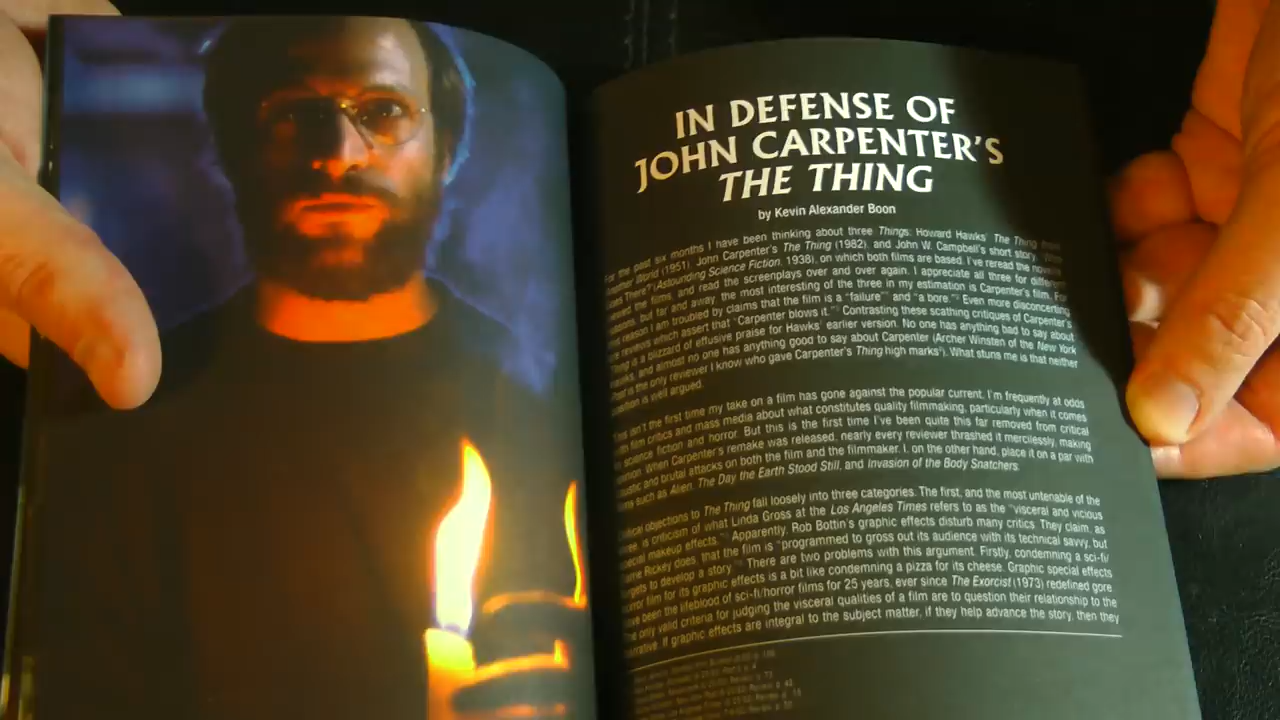 IN DEFENSE OF
JOHN CARPENTER'S
THE THING
by Kevin Alexander Boon
For the past six months I have been thinking about three Things: Howard Hawks' The Thing from
Another World (1951), John Carpenter's The Thing (1982), and John W. Campbell's short story,
Goes There? (Astounding Science Fiction, 1938), on which both films are based. I've reread the
viewed the films, and read the screenplays over and over again. I appreciate all three for different
reasons, but far and away, the most interesting of the three in my estimation is Carpenter's film. For
this reason I am troubled by claims that the film is a "failure" and "a bore." Even more disconcerting
are reviews which assert that "Carpenter blows it." Contrasting these scathing critiques of Carpenter's
Thing is a blizzard of effusive praise for Hawks' earlier version. No one has anything bad to say about
Hawks, and almost no one has anything good to say about Carpenter (Archer Winsten of the New York
Post is the only reviewer I know who gave Carpenter's Thing high marks). What stuns me is that neither
position is well argued.
This isn't the first time my take on a film has gone against the popular current. I'm frequently at odds
with film critics and mass media about what constitutes quality filmmaking, particularly when it comes
to science fiction and horror. But this is the first time I've been quite this far removed from critical
opinion. When Carpenter's remake was released, nearly every reviewer thrashed it mercilessly, making
caustic and brutal attacks on both the film and the filmmaker. I, on the other hand, place it on a par with
films such as Alien, The Day the Earth Stood Still, and Invasion of the Body Snatchers.
Critical objections to The Thing fall loosely into three categories. The first, and the most untenable of the
three, is criticism of what Linda Gross at the Los Angeles Times refers to as the "visceral and vicious
special makeup effects." Apparently, Rob Bottin's graphic effects disturb many critics. They claim, as
Rickey does, that the film is "programmed to gross out its audience with its technical savvy, but
forgets to develop a story." There are two problems with this argument. Firstly, condemning a sci-fi/
horror film for its graphic effects is a bit like condemning a pizza for its cheese. Graphic special effects
have been the lifeblood of sci-fi/horror films for 25 years, ever since The Exorcist (1973) redefined gore.
The only valid criteria for judging the visceral qualities of a film are to question their relationship to the
narrative. If graphic effects are integral to the subject matter, if they help advance the story, then they